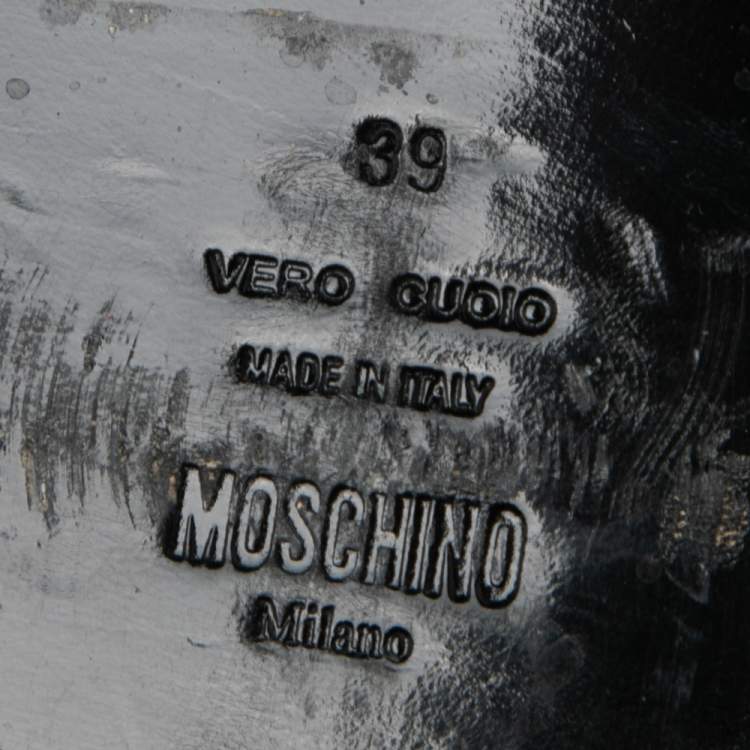 39
VERO CUOIO
MADE IN ITALY
MOSCHINO
Milano